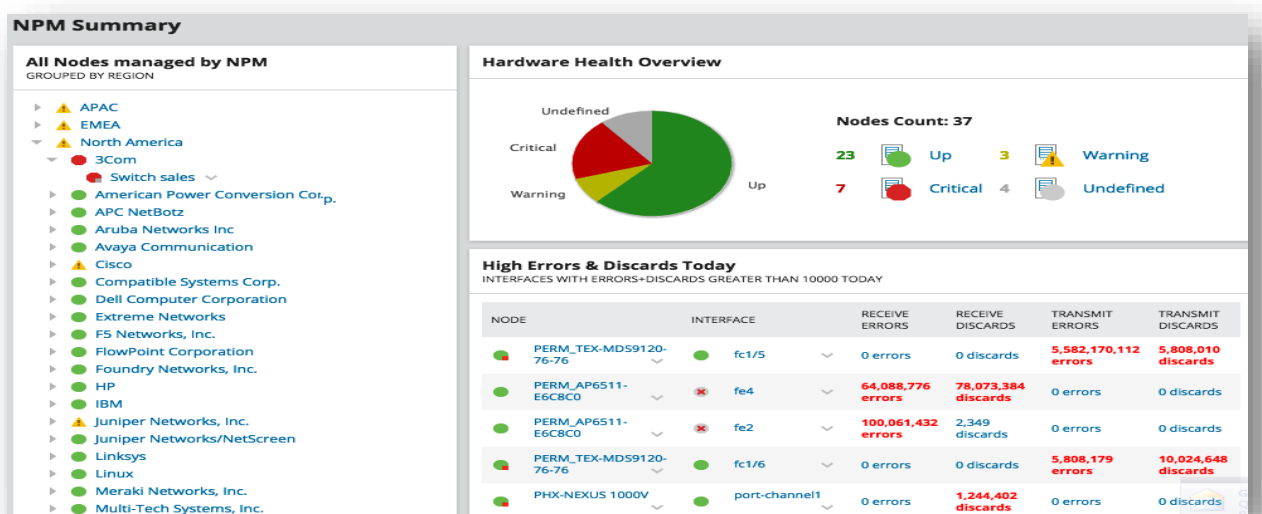 NPM Summary
All Nodes managed by NPM
GROUPED BY REGION
APAC
EMEA
North America
3Com
Switch sales
American Power Conversion Corp.
APC NetBotz
Aruba Networks Inc
Avaya Communication
Cisco
Compatible Systems Corp.
Dell Computer Corporation
Extreme Networks
F5 Networks, Inc.
FlowPoint Corporation
Foundry Networks, Inc.
HP
IBM
Juniper Networks, Inc.
Juniper Networks/NetScreen
Linksys
Linux
Meraki Networks, Inc.
Multi-Tech Systems, Inc.
Hardware Health Overview
Undefined
Critical
Warning
Up
Nodes Count: 37
23 Up 3 Warning
7 Critical 4 Undefined
High Errors & Discards Today
INTERFACES WITH ERRORS+DISCARDS GREATER THAN 10000 TODAY
NODE INTERFACE RECEIVE ERRORS RECEIVE DISCARDS TRANSMIT ERRORS TRANSMIT DISCARDS
PERM_TEX-MDS9120-76-76 fc1/5 0 errors 0 discards 5,582,170,112 errors 5,808,010 discards
PERM_AP6511-E6C8C0 fe4 64,088,776 errors 78,073,384 discards 0 errors 0 discards
PERM_AP6511-E6C8C0 fe2 100,061,432 errors 2,349 discards 0 errors 0 discards
PERM_TEX-MDS9120-76-76 fc1/6 0 errors 0 discards 5,808,179 errors 10,024,648 discards
PHX-NEXUS 1000V port-channel1 0 errors 1,244,402 discards 0 errors 0 discards